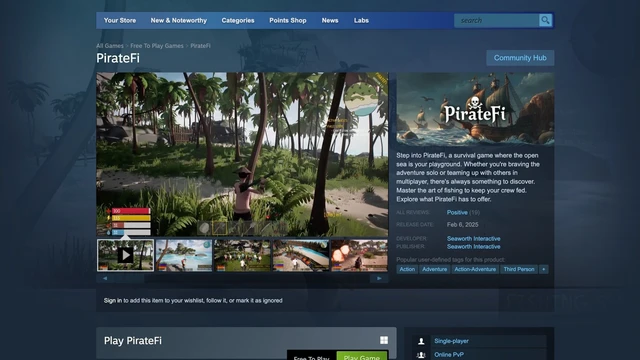 Your Store New & Noteworthy Categories Points Shop News Labs search
All Games > Free To Play Games > PirateFi
PirateFi
Community Hub
PirateFi
Step into PirateFi, a survival game where the open
sea is your playground. Whether you're braving the
adventure solo or teaming up with others in
multiplayer, there's always something to discover.
Master the art of fishing to keep your crew fed.
Explore what PirateFi has to offer.
ALL REVIEWS: Positive
RELEASE DATE: Feb 6, 2025
DEVELOPER: Seaworth Interactive
PUBLISHER: Seaworth Interactive
Popular user-defined tags for this product:
Action Adventure Action-Adventure Third Person +
Sign in to add this item to your wishlist, follow it, or mark it as ignored
Play PirateFi
Free To Play Play Game
Single-player
Online PvP